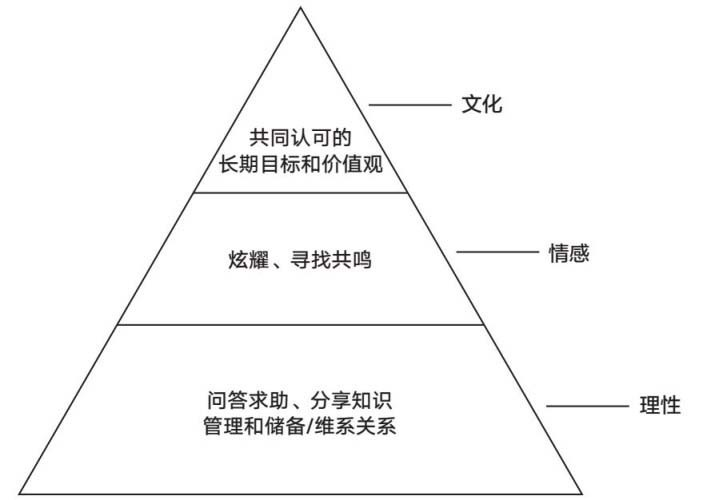 文化
共同认可的
长期目标和价值观
炫耀、寻找共鸣
情感
问答求助、分享知识
理性
管理和储备/维系关系